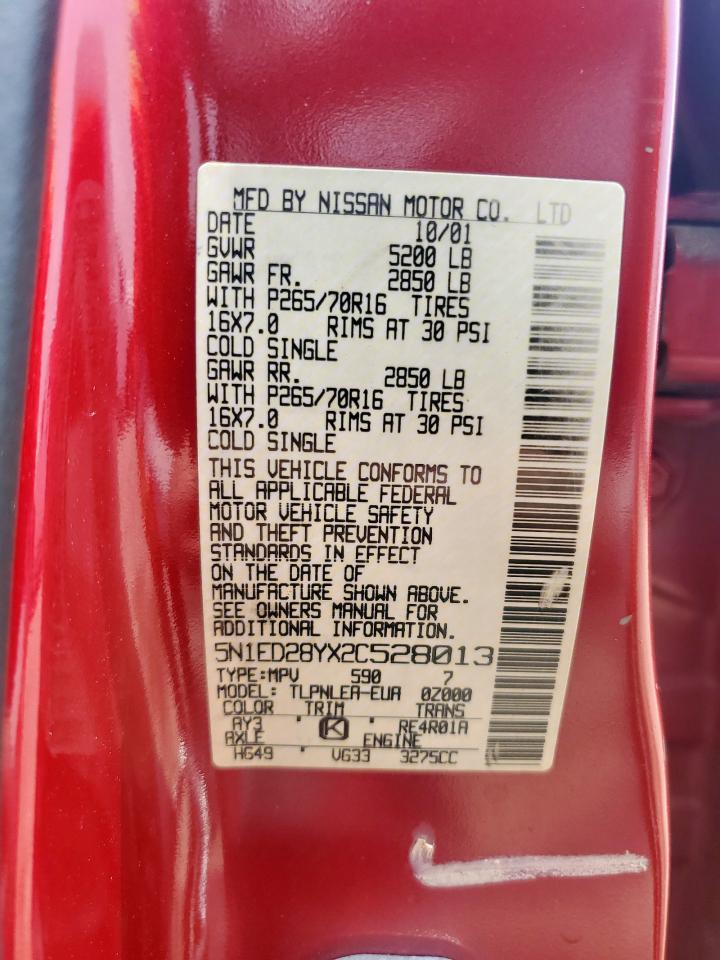 MFD BY NISSAN MOTOR CO. LTD
DATE 10/01
GVWR 5200 LB
GAWR FR. 2850 LB
WITH P265/70R16 TIRES
16X7.0 RIMS AT 30 PSI
COLD SINGLE
GAWR RR. 2850 LB
WITH P265/70R16 TIRES
16X7.0 RIMS AT 30 PSI
COLD SINGLE
THIS VEHICLE CONFORMS TO
ALL APPLICABLE FEDERAL
MOTOR VEHICLE SAFETY
AND THEFT PREVENTION
STANDARDS IN EFFECT
ON THE DATE OF
MANUFACTURE SHOWN ABOVE.
SEE OWNERS MANUAL FOR
ADDITIONAL INFORMATION.
5N1ED28YX2C528013
TYPE:MPV 590 7
MODEL: TLPNLEA-EUA 0Z000
COLOR TRIM TRANS
AY3 K RE4R01A
AXLE ENGINE
HG49 VG33 3275CC